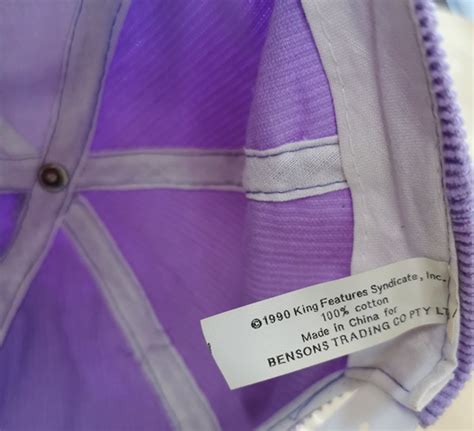 ©1990 King Features Syndicate, Inc.
100% cotton
Made in China for
BENSONS TRADING CO PTY LT